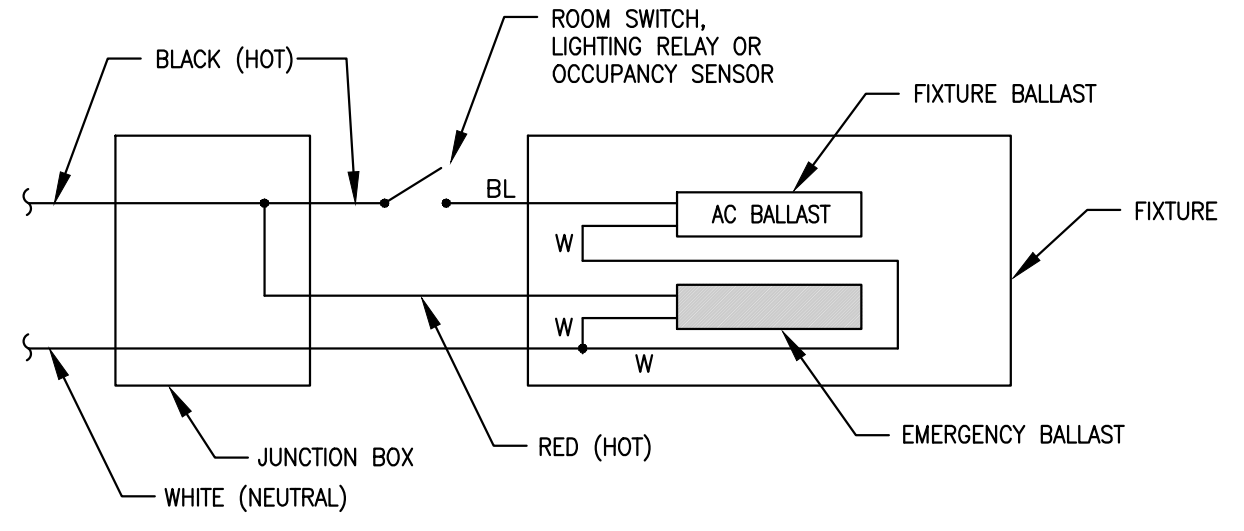 ROOM SWITCH,
LIGHTING RELAY OR
OCCUPANCY SENSOR
BLACK (HOT)
FIXTURE BALLAST
BL
AC BALLAST
FIXTURE
W
W
W
EMERGENCY BALLAST
RED (HOT)
JUNCTION BOX
WHITE (NEUTRAL)